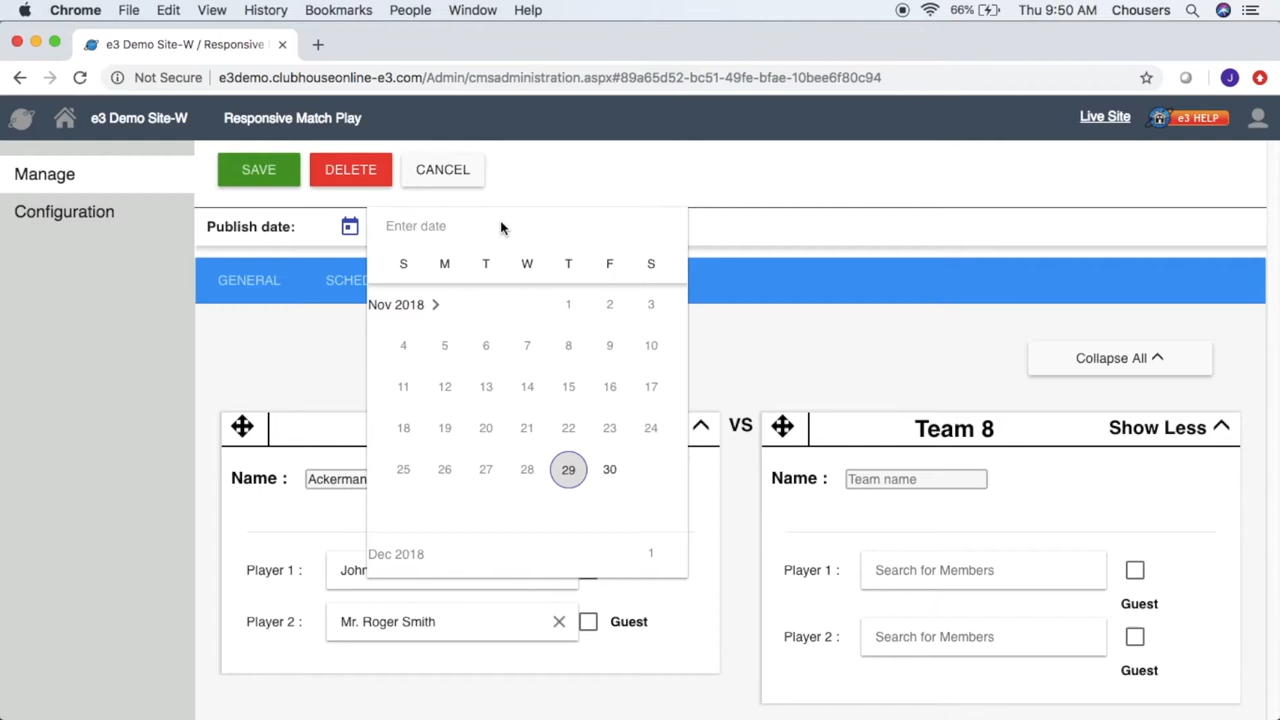 Chrome File Edit View History Bookmarks People Window Help 66% Thu 9:50 AM Chousers
e3 Demo Site-W / Responsive
Not Secure e3demo.clubhouseonline-e3.com/Admin/cmsadministration.aspx#89a65d52-bc51-49fe-bfae-10bee6f80c94 J
e3 Demo Site-W Responsive Match Play Live Site e3 HELP
Manage
Configuration
SAVE DELETE CANCEL
Publish date: Enter date
S M T W T F S
GENERAL SCHED
Nov 2018 1 2 3
4 5 6 7 8 9 10
Collapse All
11 12 13 14 15 16 17
18 19 20 21 22 23 24
VS Team 8 Show Less
25 26 27 28 29 30
Name : Ackerman
Name : Team name
Dec 2018 1
Player 1 : John
Player 1 : Search for Members
Guest
Player 2 : Mr. Roger Smith Guest
Player 2 : Search for Members
Guest